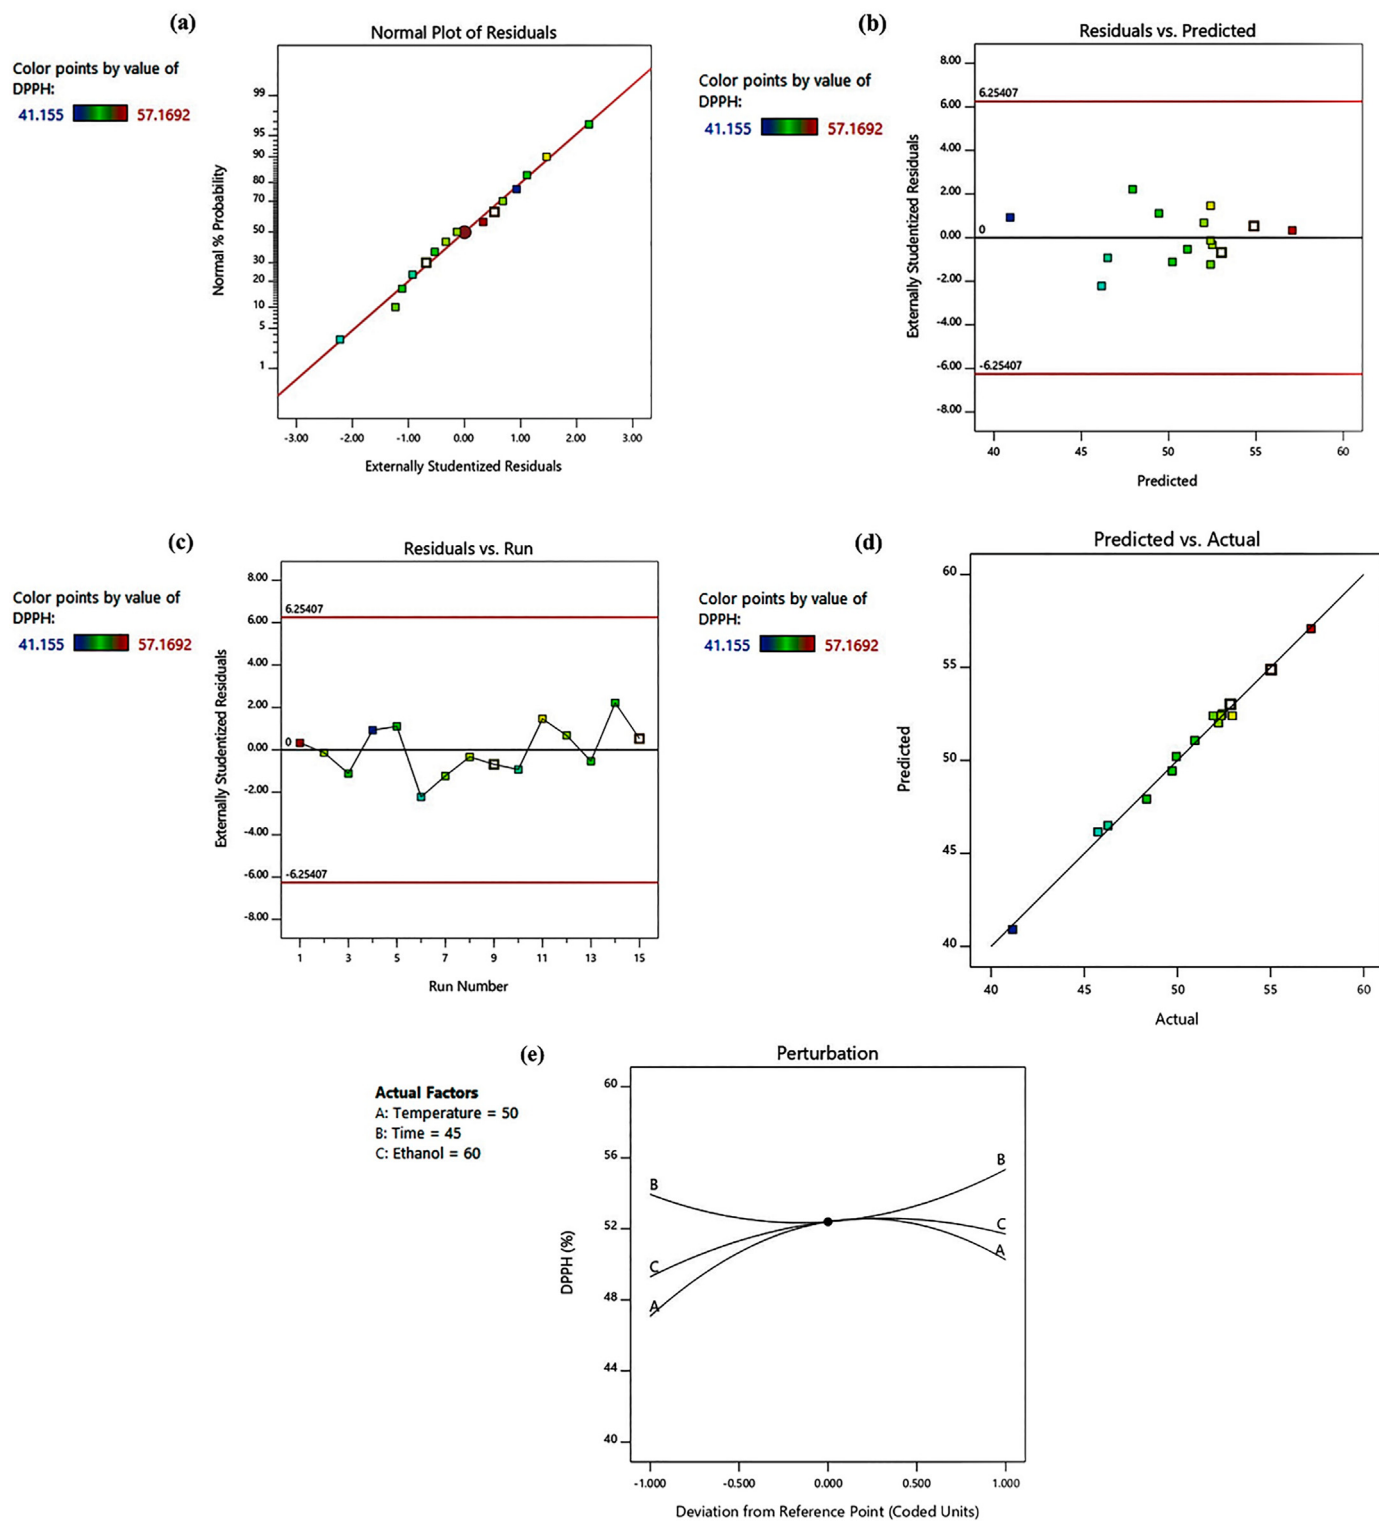 (a)
Normal Plot of Residuals
Color points by value of
DPPH:
41.155 57.1692
Normal % Probability
99
95
90
80
70
50
30
20
10
5
1
-3.00 -2.00 -1.00 0.00 1.00 2.00 3.00
Externally Studentized Residuals
(b)
Residuals vs. Predicted
Color points by value of
DPPH:
41.155 57.1692
Externally Studentized Residuals
8.00
6.00
4.00
2.00
0.00
-2.00
-4.00
-6.00
-8.00
6.25407
0
-6.25407
40 45 50 55 60
Predicted
(c)
Residuals vs. Run
Color points by value of
DPPH:
41.155 57.1692
Externally Studentized Residuals
8.00
6.00
4.00
2.00
0.00
-2.00
-4.00
-6.00
-8.00
6.25407
0
-6.25407
1 3 5 7 9 11 13 15
Run Number
(d)
Predicted vs. Actual
Color points by value of
DPPH:
41.155 57.1692
Predicted
60
55
50
45
40
40 45 50 55 60
Actual
(e)
Perturbation
Actual Factors
A: Temperature = 50
B: Time = 45
C: Ethanol = 60
DPPH (%)
60
56
52
48
44
40
B
C
A
B
C
A
-1.000 -0.500 0.000 0.500 1.000
Deviation from Reference Point (Coded Units)